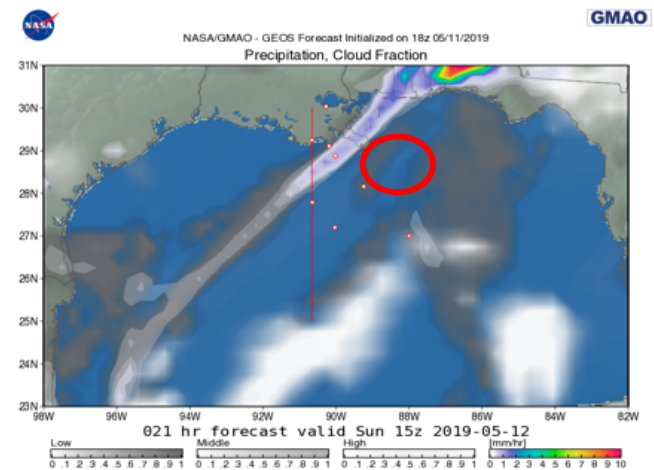 NASA
GMAO
NASA/GMAO - GEOS Forecast Initialized on 18z 05/11/2019
Precipitation, Cloud Fraction
31N
30N
29N
28N
27N
26N
25N
24N
23N
98W 96W 94W 92W 90W 88W 86W 84W 82W
021 hr forecast valid Sun 15z 2019-05-12
Low Middle High [mm/hr]
0 .1 .2 .3 .4 .5 .6 .7 .8 .9 1 0 .1 .2 .3 .4 .5 .6 .7 .8 .9 1 0 .1 .2 .3 .4 .5 .6 .7 .8 .9 1 0 1 2 3 4 5 6 7 8 9 10